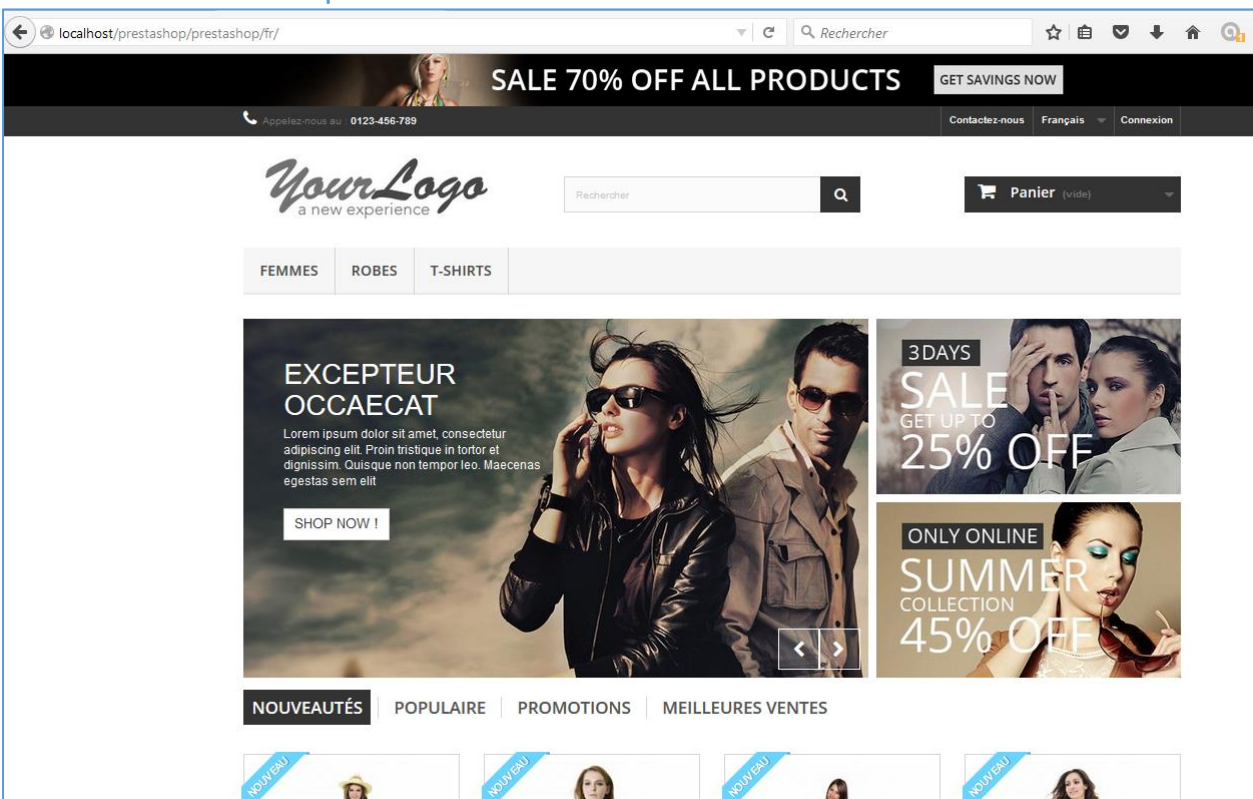 localhost/prestashop/prestashop/fr/
Rechercher
SALE 70% OFF ALL PRODUCTS
GET SAVINGS NOW
Appelez-nous au : 0123-456-789
Contactez-nous
Français
Connexion
YourLogo
a new experience
Rechercher
Panier (vide)
FEMMES
ROBES
T-SHIRTS
EXCEPTEUR
OCCAECAT
Lorem ipsum dolor sit amet, consectetur
adipiscing elit. Proin tristique in tortor et
dignissim. Quisque non tempor leo. Maecenas
egestas sem elit
SHOP NOW !
3 DAYS
SALE
GET UP TO
25% OFF
ONLY ONLINE
SUMMER
COLLECTION
45% OFF
NOUVEAUTÉS
POPULAIRE
PROMOTIONS
MEILLEURES VENTES
NOUVEAU
NOUVEAU
NOUVEAU
NOUVEAU